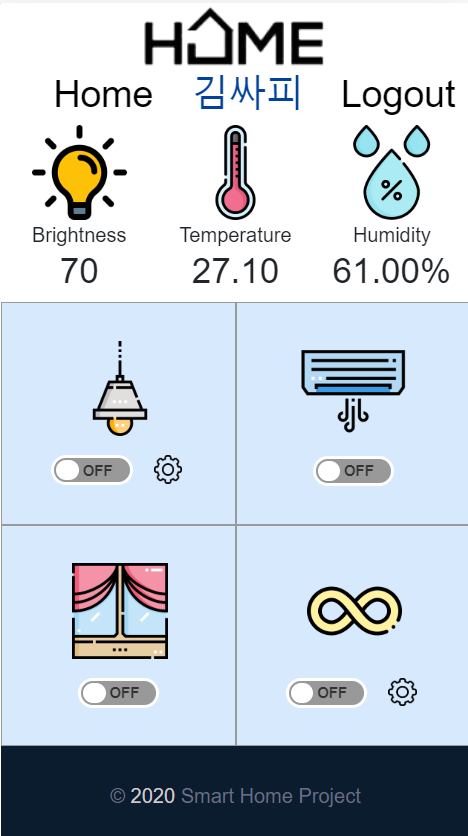 HOME
Home 김싸피 Logout
%
Brightness Temperature Humidity
70 27.10 61.00%
OFF OFF
OFF OFF
© 2020 Smart Home Project